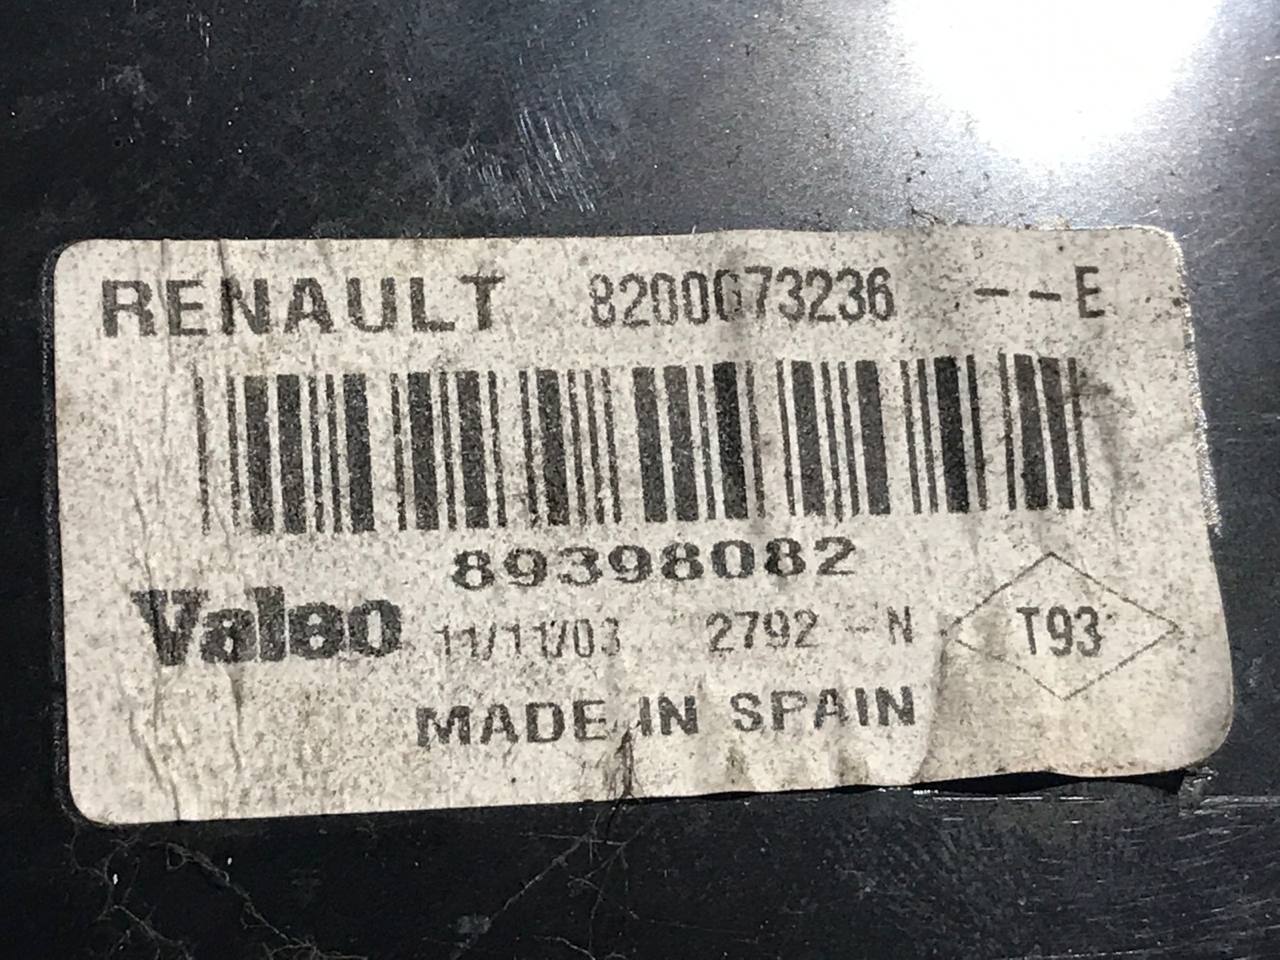 RENAULT 8200073236 --E
89398082
Valeo 11/11/03 2792 -N T93
MADE IN SPAIN